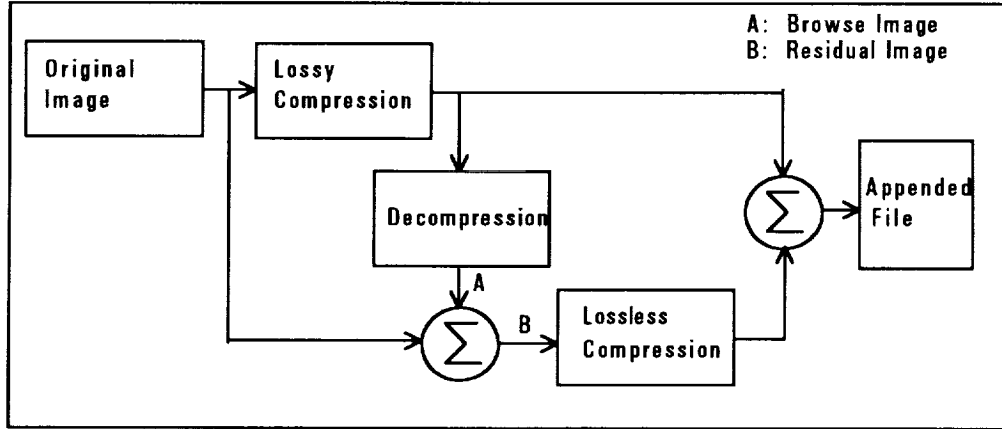 A: Browse Image
B: Residual Image
Original
Image
Lossy
Compression
Decompression
A
Σ
B
Lossless
Compression
Σ
Appended
File